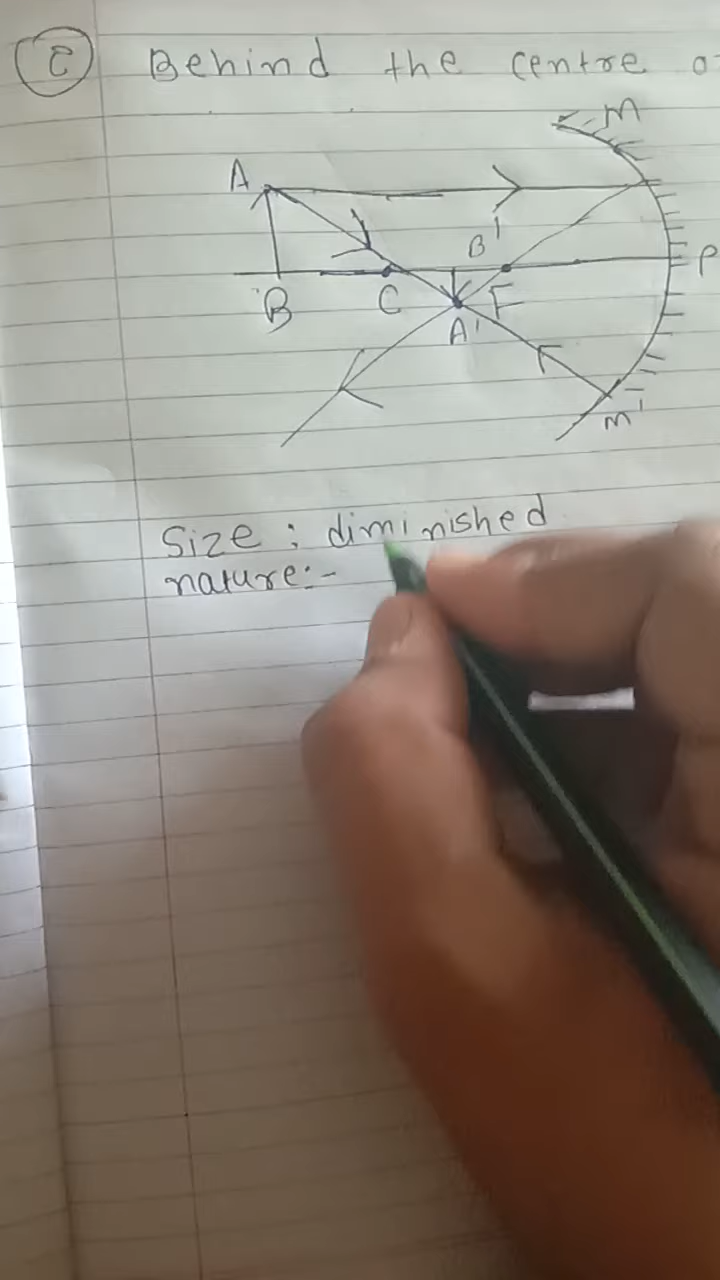 c Behind the centre o
M
A
B'
P
B C F
A'
M'
Size : diminished
nature:-